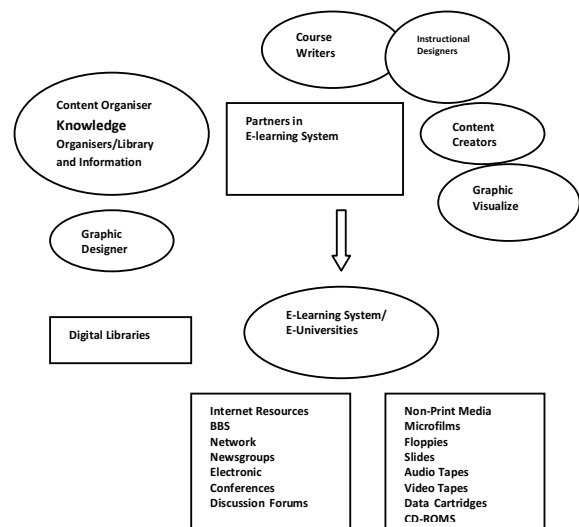 Course
Writers
Instructional
Designers
Content Organiser
Knowledge
Organisers/Library
and Information
Partners in
E-learning System
Content
Creators
Graphic
Visualize
Graphic
Designer
E-Learning System/
E-Universities
Digital Libraries
Internet Resources
BBS
Network
Newsgroups
Electronic
Conferences
Discussion Forums
Non-Print Media
Microfilms
Floppies
Slides
Audio Tapes
Video Tapes
Data Cartridges
CD-ROMS